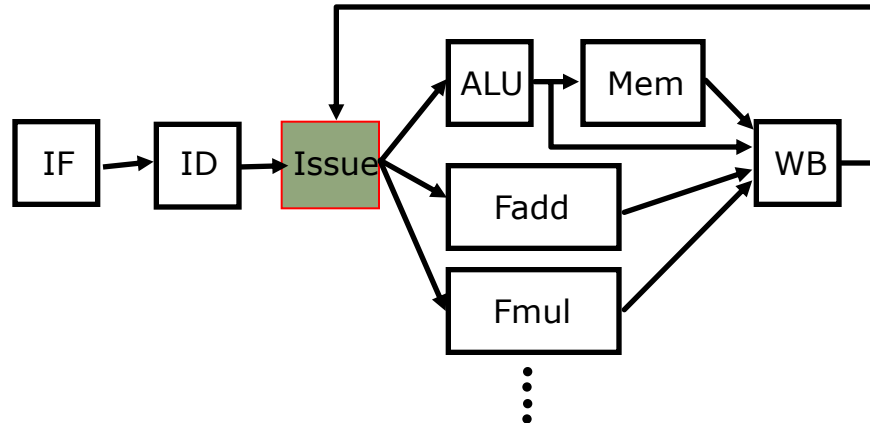 ALU
Mem
IF
ID
Issue
WB
Fadd
Fmul